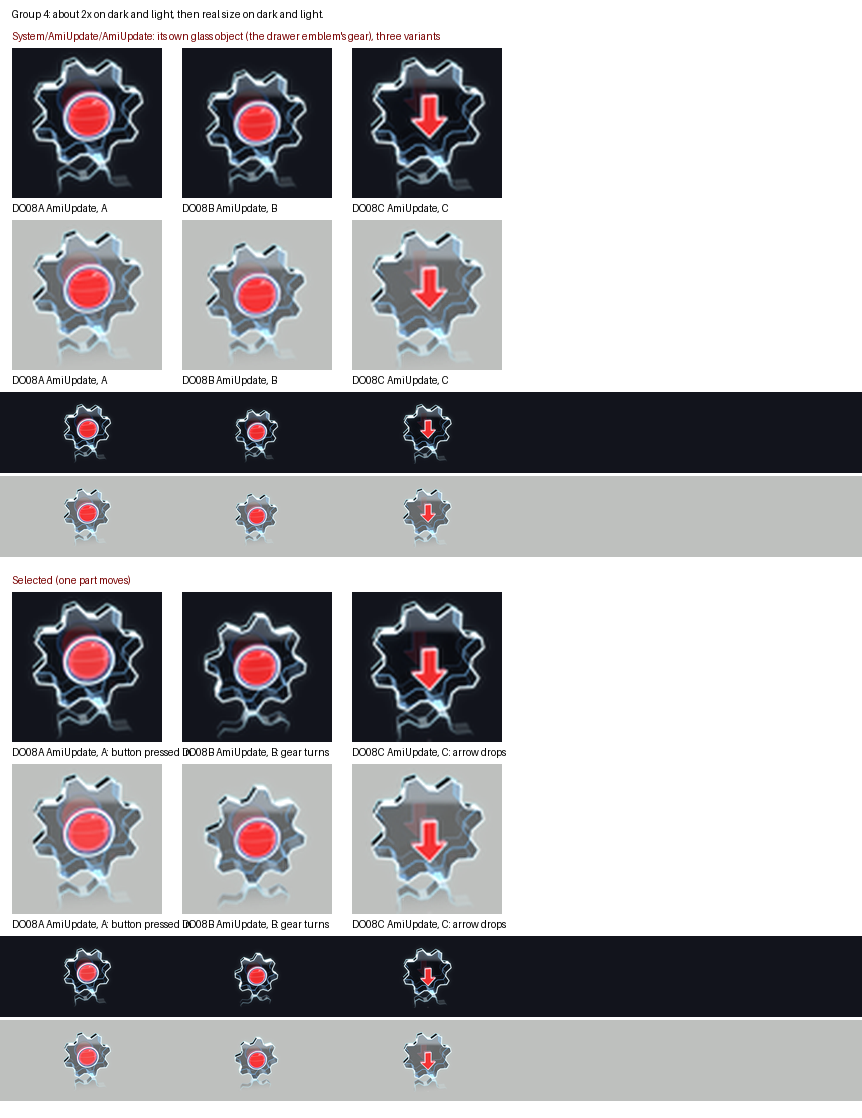 Group 4: about 2x on dark and light, then real size on dark and light.
System/AmiUpdate/AmiUpdate: its own glass object (the drawer emblem's gear), three variants
DO08A AmiUpdate, A
DO08B AmiUpdate, B
DO08C AmiUpdate, C
DO08A AmiUpdate, A
DO08B AmiUpdate, B
DO08C AmiUpdate, C
Selected (one part moves)
DO08A AmiUpdate, A: button pressed in
DO08B AmiUpdate, B: gear turns
DO08C AmiUpdate, C: arrow drops
DO08A AmiUpdate, A: button pressed in
DO08B AmiUpdate, B: gear turns
DO08C AmiUpdate, C: arrow drops